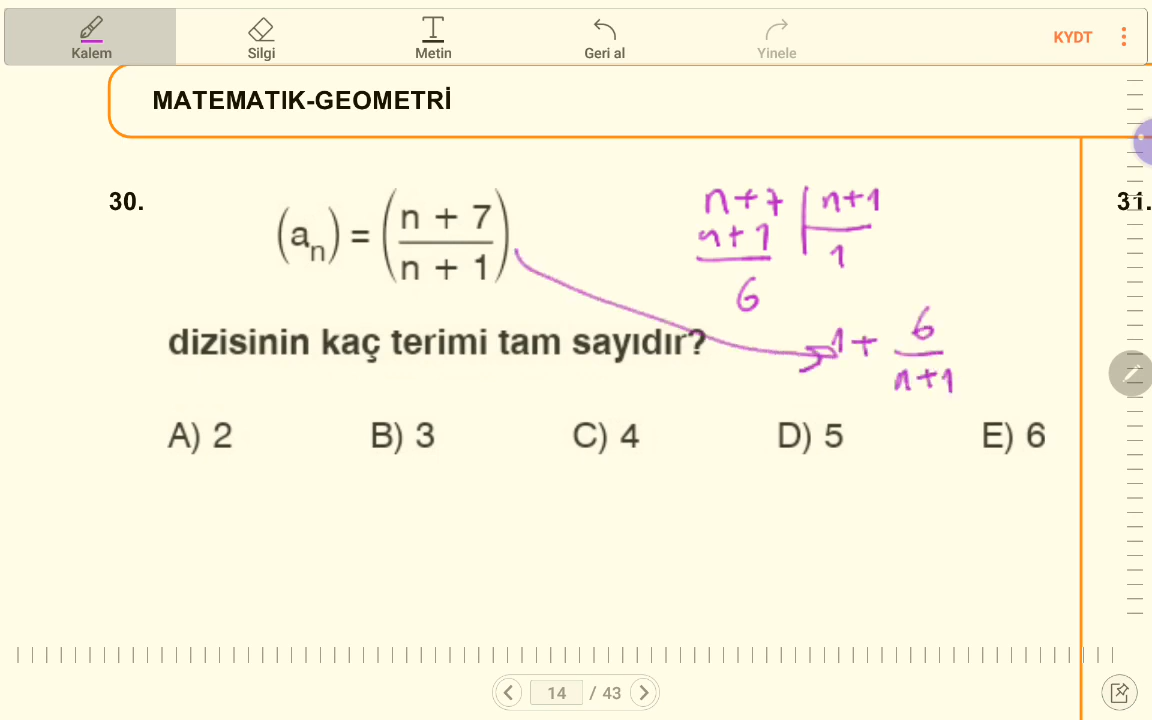 Kalem Silgi Metin Geri al Yinele KYDT
MATEMATIK-GEOMETRİ
30.
(aₙ) = (n + 7 / n + 1)
dizisinin kaç terimi tam sayıdır?
A) 2 B) 3 C) 4 D) 5 E) 6
n+7 | n+1
n+1 1
6
1 + 6
n+1
31.
14 / 43